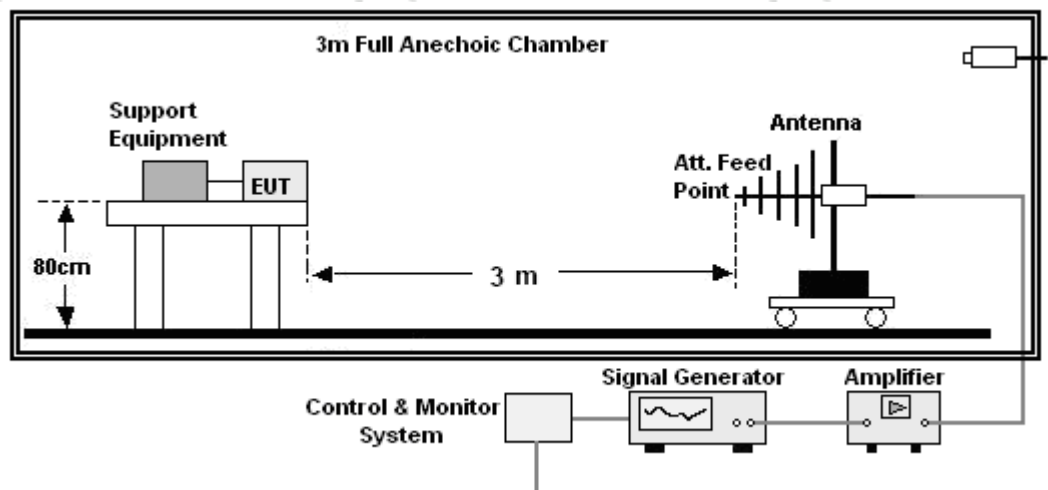 3m Full Anechoic Chamber
Support
Equipment
EUT
80cm
3 m
Antenna
Att. Feed
Point
Signal Generator
Amplifier
Control & Monitor
System